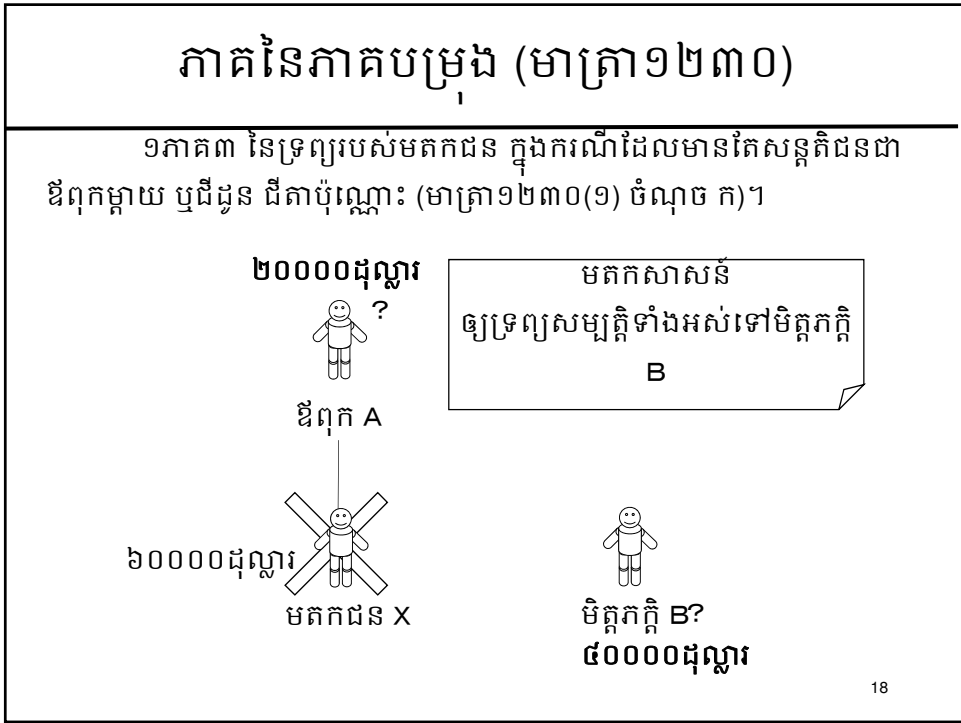 ភាគនៃភាគបម្រុង (មាត្រា១២៣០)
១ភាគ៣ នៃទ្រព្យរបស់មតកជន ក្នុងករណីដែលមានតែសន្តតិជនជា
ឪពុកម្តាយ ឬជីដូន ជីតាប៉ុណ្ណោះ (មាត្រា១២៣០(១) ចំណុច ក)។
២០០០០ដុល្លារ
?
មតកសាសន៍
ឲ្យទ្រព្យសម្បត្តិទាំងអស់ទៅមិត្តភក្តិ
B
ឪពុក A
៦០០០០ដុល្លារ
មតកជន X
មិត្តភក្តិ B?
៤០០០០ដុល្លារ
18